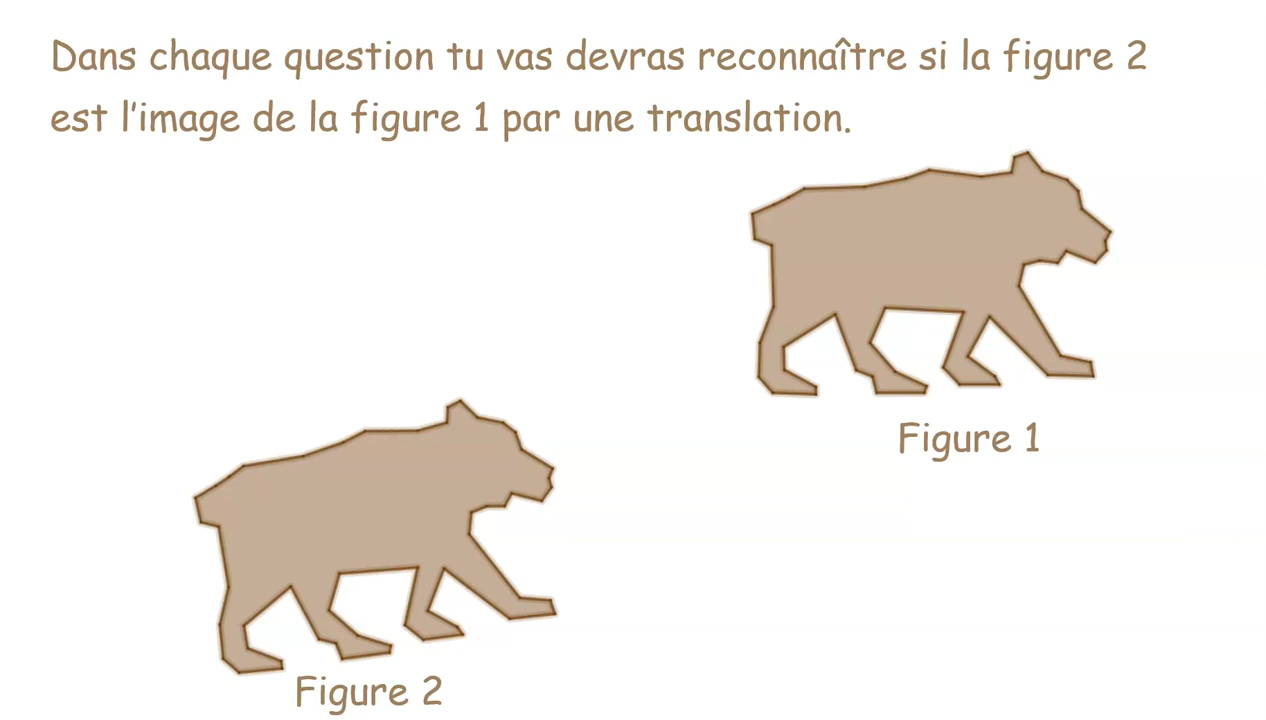 Dans chaque question tu vas devras reconnaître si la figure 2
est l'image de la figure 1 par une translation.
Figure 1
Figure 2